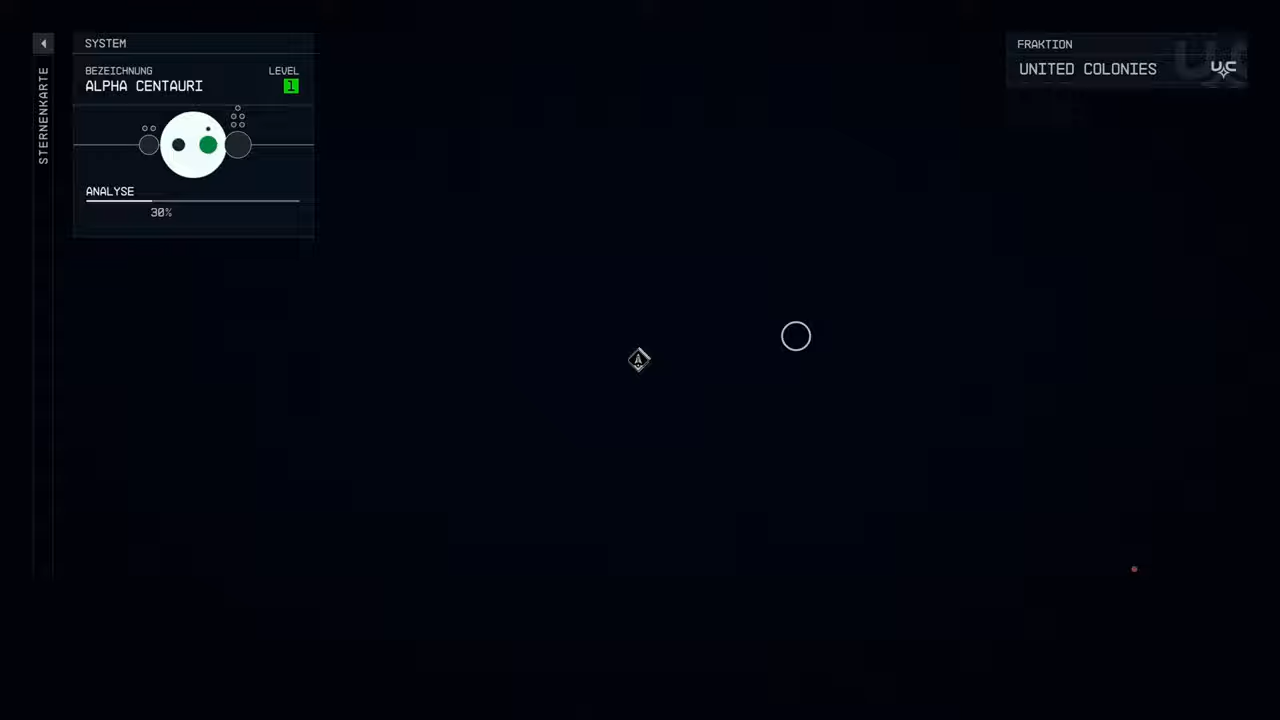 SYSTEM
BEZEICHNUNG
LEVEL
ALPHA CENTAURI
1
ANALYSE
30%
STERNENKARTE
FRAKTION
UNITED COLONIES
UC